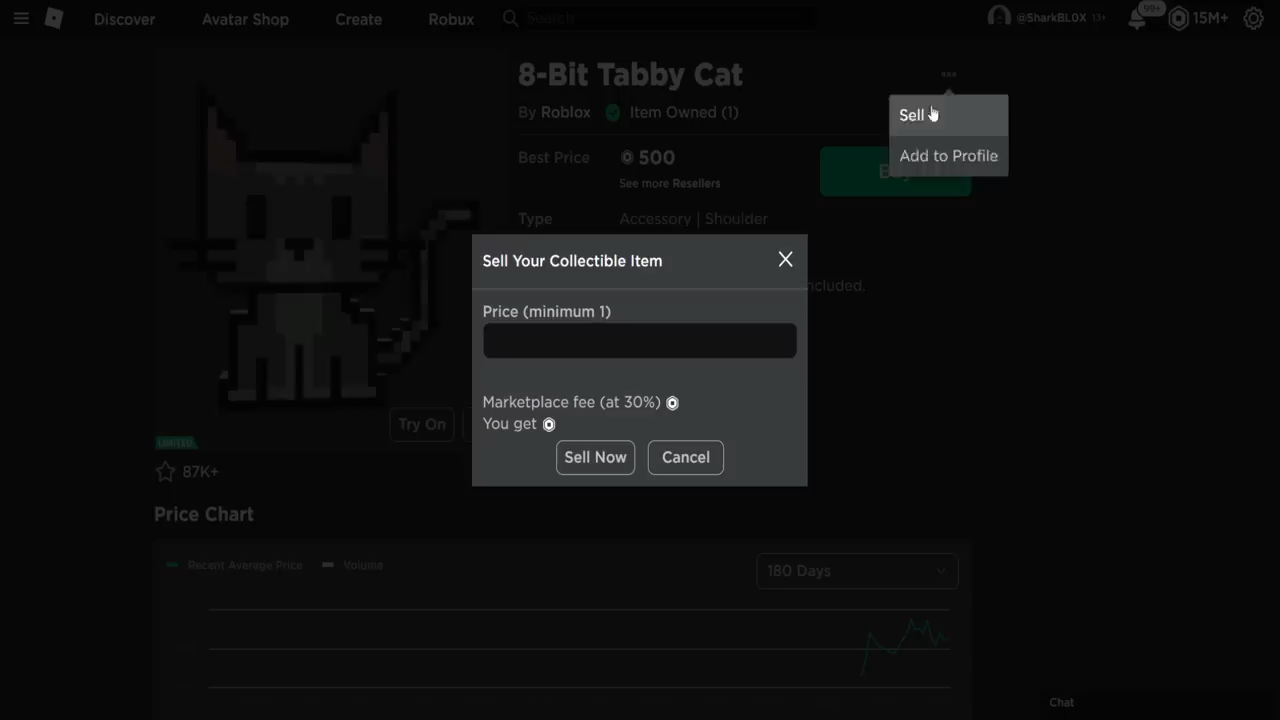 Discover
Avatar Shop
Create
Robux
Search
@SharkBL0X 13+
99+
15M+
8-Bit Tabby Cat
By Roblox Item Owned (1)
Sell
Add to Profile
Best Price 500
See more Resellers
Type Accessory | Shoulder
Sell Your Collectible Item
included.
Price (minimum 1)
Marketplace fee (at 30%)
You get
Sell Now
Cancel
Try On
LIMITED
87K+
Price Chart
Recent Average Price
Volume
180 Days
Chat